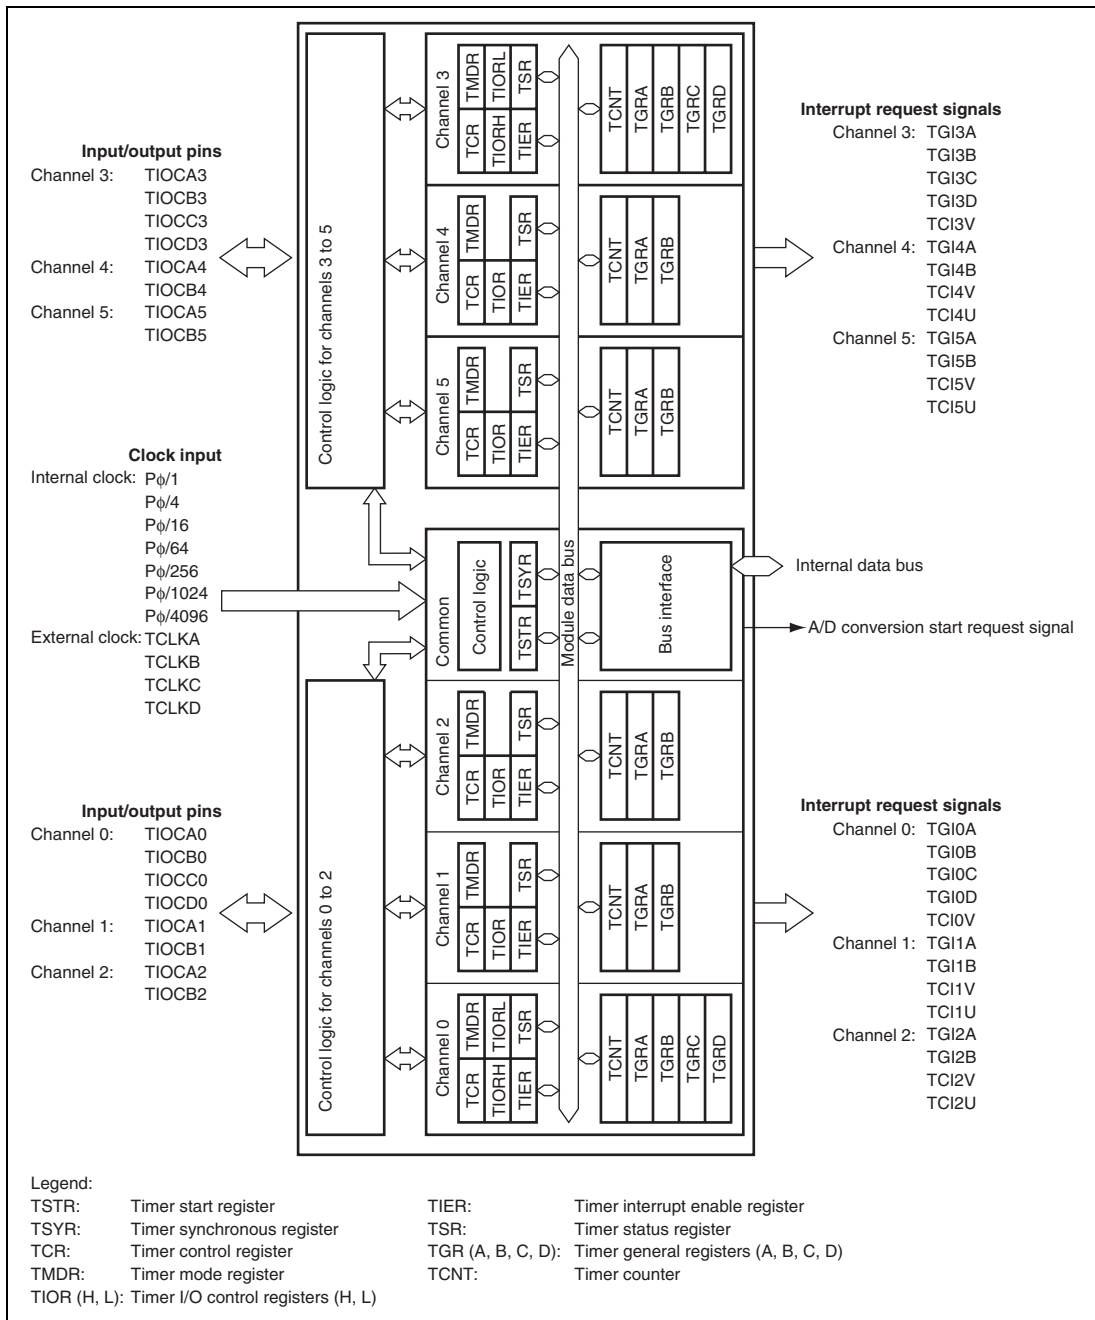 Input/output pins
Channel 3: TIOCA3
TIOCB3
TIOCC3
TIOCD3
Channel 4: TIOCA4
TIOCB4
Channel 5: TIOCA5
TIOCB5
Clock input
Internal clock: Pϕ/1
Pϕ/4
Pϕ/16
Pϕ/64
Pϕ/256
Pϕ/1024
Pϕ/4096
External clock: TCLKA
TCLKB
TCLKC
TCLKD
Input/output pins
Channel 0: TIOCA0
TIOCB0
TIOCC0
TIOCD0
Channel 1: TIOCA1
TIOCB1
Channel 2: TIOCA2
TIOCB2
Control logic for channels 3 to 5
Channel 3
TCR TMDR
TIORH TIORL
TIER TSR
TCNT
TGRA
TGRB
TGRC
TGRD
Channel 4
TCR TMDR
TIOR
TIER TSR
TCNT
TGRA
TGRB
Channel 5
TCR TMDR
TIOR
TIER TSR
TCNT
TGRA
TGRB
Common
Control logic
TSTR TSYR
Module data bus
Bus interface
Control logic for channels 0 to 2
Channel 2
TCR TMDR
TIOR
TIER TSR
TCNT
TGRA
TGRB
Channel 1
TCR TMDR
TIOR
TIER TSR
TCNT
TGRA
TGRB
Channel 0
TCR TMDR
TIORH TIORL
TIER TSR
TCNT
TGRA
TGRB
TGRC
TGRD
Interrupt request signals
Channel 3: TGI3A
TGI3B
TGI3C
TGI3D
TCI3V
Channel 4: TGI4A
TGI4B
TCI4V
TCI4U
Channel 5: TGI5A
TGI5B
TCI5V
TCI5U
Internal data bus
A/D conversion start request signal
Interrupt request signals
Channel 0: TGI0A
TGI0B
TGI0C
TGI0D
TCI0V
Channel 1: TGI1A
TGI1B
TCI1V
TCI1U
Channel 2: TGI2A
TGI2B
TCI2V
TCI2U
Legend:
TSTR: Timer start register
TSYR: Timer synchronous register
TCR: Timer control register
TMDR: Timer mode register
TIOR (H, L): Timer I/O control registers (H, L)
TIER: Timer interrupt enable register
TSR: Timer status register
TGR (A, B, C, D): Timer general registers (A, B, C, D)
TCNT: Timer counter